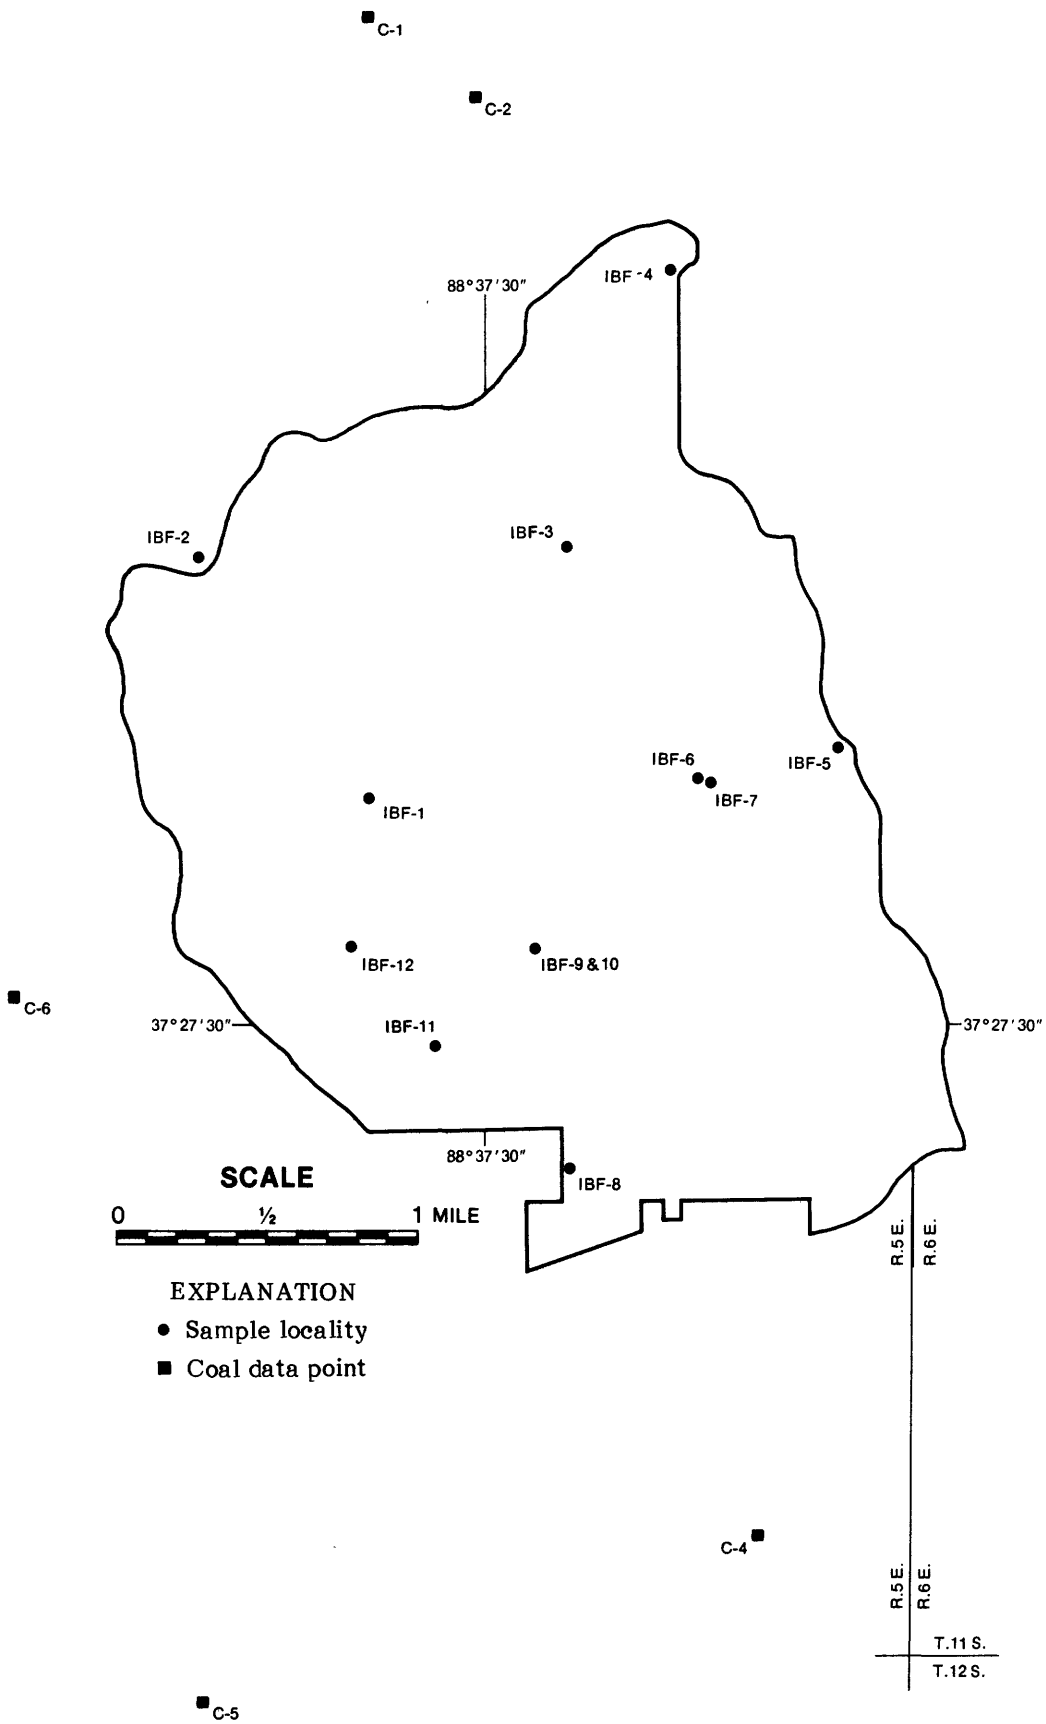 C-1
C-2
IBF-4
88°37'30"
IBF-3
IBF-2
IBF-5
IBF-6
IBF-7
IBF-1
IBF-12
IBF-9 & 10
C-6
37°27'30"
IBF-11
37°27'30"
88°37'30"
SCALE
IBF-8
0 ½ 1 MILE
R.5 E.
R.6 E.
EXPLANATION
Sample locality
Coal data point
C-4
R.5 E.
R.6 E.
T.11 S.
T.12 S.
C-5